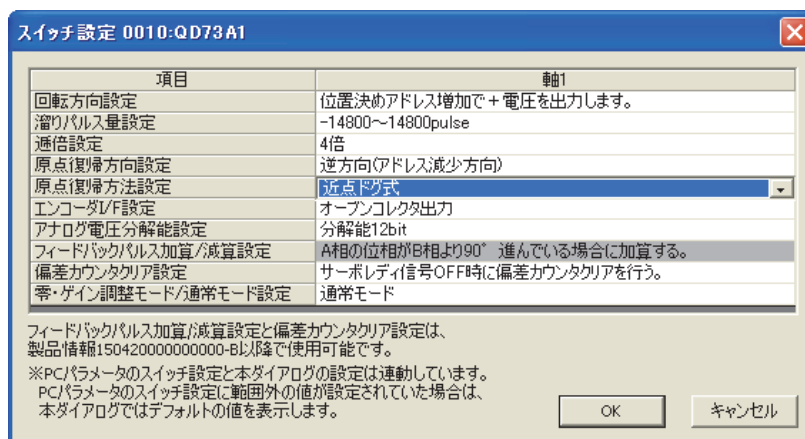 スイッチ設定 0010:QD73A1
項目 軸1
回転方向設定 位置決めアドレス増加で+電圧を出力します。
溜りパルス量設定 -14800～14800pulse
逓倍設定 4倍
原点復帰方向設定 逆方向(アドレス減少方向)
原点復帰方法設定 近点ドグ式
エンコーダI/F設定 オープンコレクタ出力
アナログ電圧分解能設定 分解能12bit
フィードバックパルス加算/減算設定 A相の位相がB相より90°進んでいる場合に加算する。
偏差カウンタクリア設定 サーボレディ信号OFF時に偏差カウンタクリアを行う。
零・ゲイン調整モード/通常モード設定 通常モード
フィードバックパルス加算/減算設定と偏差カウンタクリア設定は、
製品情報150420000000000-B以降で使用可能です。
※PCパラメータのスイッチ設定と本ダイアログの設定は連動しています。
PCパラメータのスイッチ設定に範囲外の値が設定されていた場合は、
本ダイアログではデフォルトの値を表示します。
OK キャンセル